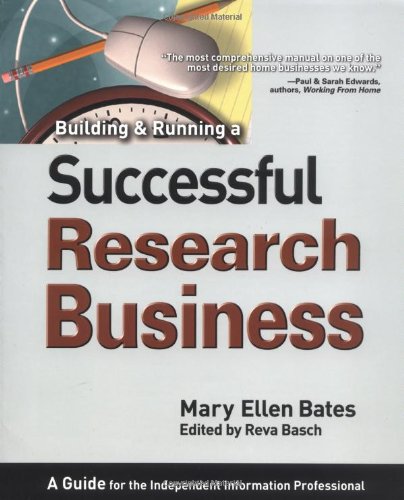 "The most comprehensive manual on one of the
most desired home businesses we know."
—Paul & Sarah Edwards,
authors, Working From Home
Building & Running a
Successful
Research
Business
Mary Ellen Bates
Edited by Reva Basch
A Guide for the Independent Information Professional